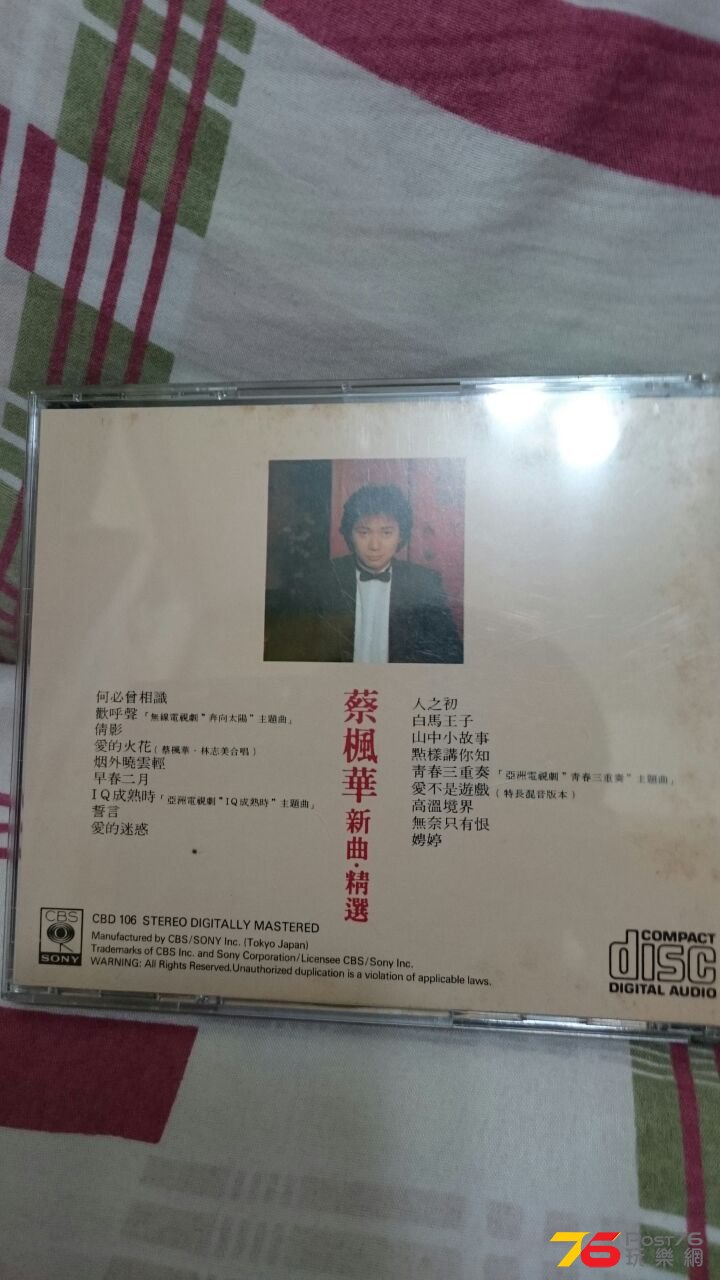 何必曾相識
歡呼聲「無線電視劇"奔向太陽"主題曲」
倩影
愛的火花(蔡楓華·林志美合唱)
烟外曉雲輕
早春二月
IQ成熟時「亞洲電視劇"IQ成熟時"主題曲」
誓言
愛的迷惑
蔡楓華新曲·精選
人之初
白馬王子
山中小故事
點樣講你知
青春三重奏「亞洲電視劇"青春三重奏"主題曲」
愛不是遊戲(特長混音版本)
高溫境界
無奈只有恨
娉婷
CBS
SONY
CBD 106 STEREO DIGITALLY MASTERED
Manufactured by CBS/SONY Inc. (Tokyo Japan)
Trademarks of CBS Inc. and Sony Corporation/Licensee CBS/Sony Inc.
WARNING: All Rights Reserved.Unauthorized duplication is a violation of applicable laws.
COMPACT
disc
DIGITAL AUDIO
76 Post76
玩樂網